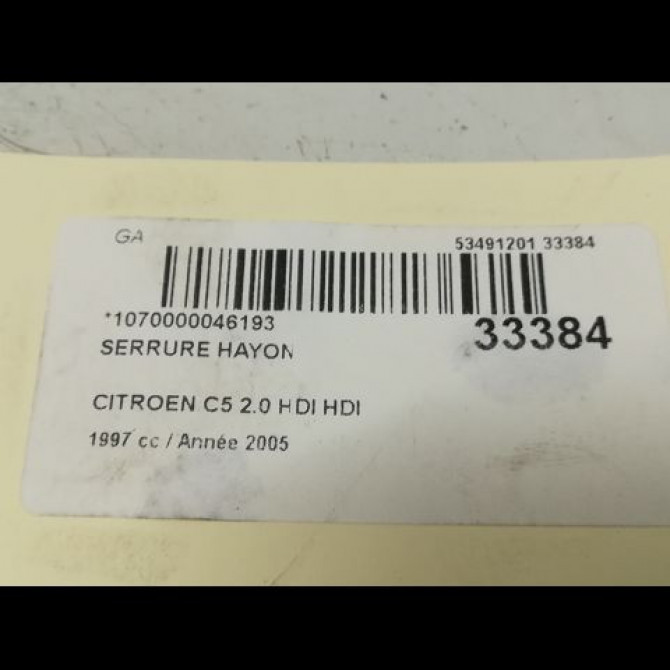 GA
53491201 33384
*1070000046193
33384
SERRURE HAYON
CITROEN C5 2.0 HDI HDI
1997 cc / Année 2005